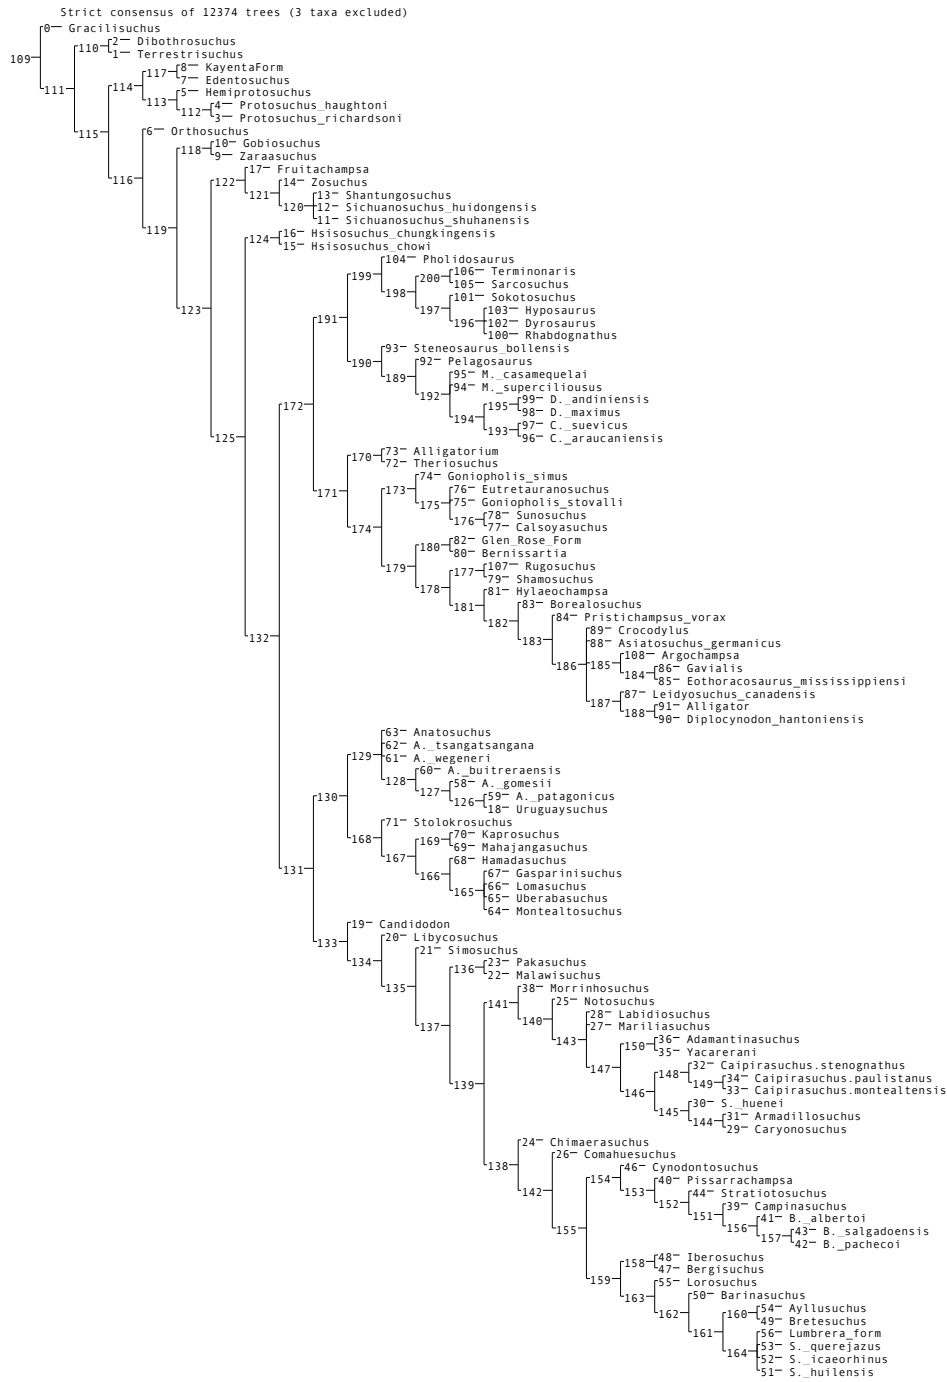 Strict consensus of 12374 trees (3 taxa excluded)
0 Gracilisuchus
110 2 Dibothrosuchus
109 1 Terrestrisuchus
117 8 KayentaForm
114 7 Edentosuchus
111 5 Hemiprotosuchus
113 4 Protosuchus_haughtoni
112 3 Protosuchus_richardsoni
115 6 Orthosuchus
118 10 Gobiosuchus
9 Zaraasuchus
116 122 17 Fruitachampsa
14 Zosuchus
121 13 Shantungosuchus
120 12 Sichuanosuchus_huidongensis
119 11 Sichuanosuchus_shuhanensis
124 16 Hsisosuchus_chungkingensis
15 Hsisosuchus_chowi
104 Pholidosaurus
199 200 106 Terminonaris
198 105 Sarcosuchus
101 Sokotosuchus
123 197 103 Hyposaurus
191 196 102 Dyrosaurus
100 Rhabdognathus
93 Steneosaurus_bollensis
190 92 Pelagosaurus
189 95 M._casamequelai
94 M._superciliousus
192 99 D._andiniensis
172 195 98 D._maximus
194 97 C._suevicus
125 193 96 C._araucaniensis
170 73 Alligatorium
72 Theriosuchus
74 Goniopholis_simus
171 173 76 Eutretauranosuchus
175 75 Goniopholis_stovalli
176 78 Sunosuchus
174 77 Calsoyasuchus
180 82 Glen_Rose_Form
80 Bernissartia
179 177 107 Rugosuchus
79 Shamosuchus
178 81 Hylaeochampsa
181 83 Borealosuchus
182 84 Pristichampsus_vorax
89 Crocodylus
132 183 88 Asiatosuchus_germanicus
108 Argochampsa
186 185 86 Gavialis
184 85 Eothoracosaurus_mississippiensi
87 Leidyosuchus_canadensis
187 91 Alligator
188 90 Diplocynodon_hantoniensis
63 Anatosuchus
62 A._tsangatsangana
129 61 A._wegeneri
60 A._buitreraensis
128 58 A._gomesii
130 127 59 A._patagonicus
126 18 Uruguaysuchus
71 Stolokrosuchus
168 70 Kaprosuchus
169 69 Mahajangasuchus
167 68 Hamadasuchus
131 166 67 Gasparinisuchus
66 Lomasuchus
165 65 Uberabasuchus
64 Montealtosuchus
19 Candidodon
133 20 Libycosuchus
21 Simosuchus
134 136 23 Pakasuchus
22 Malawisuchus
135 38 Morrinhosuchus
141 25 Notosuchus
140 28 Labidiosuchus
137 27 Mariliasuchus
143 36 Adamantinasuchus
150 35 Yacarerani
147 32 Caipirasuchus.stenognathus
148 34 Caipirasuchus.paulistanus
139 149 33 Caipirasuchus.montealtensis
146 30 S._huenei
145 31 Armadillosuchus
144 29 Caryonosuchus
24 Chimaerasuchus
138 26 Comahuesuchus
46 Cynodontosuchus
154 40 Pissarrachampsa
142 153 44 Stratiotosuchus
152 39 Campinasuchus
151 41 B._albertoi
155 156 43 B._salgadoensis
157 42 B._pachecoi
158 48 Iberosuchus
47 Bergisuchus
159 55 Lorosuchus
163 50 Barinasuchus
162 160 54 Ayllusuchus
49 Bretesuchus
161 56 Lumbrera_form
53 S._querejazus
164 52 S._icaeorhinus
51 S._huilensis